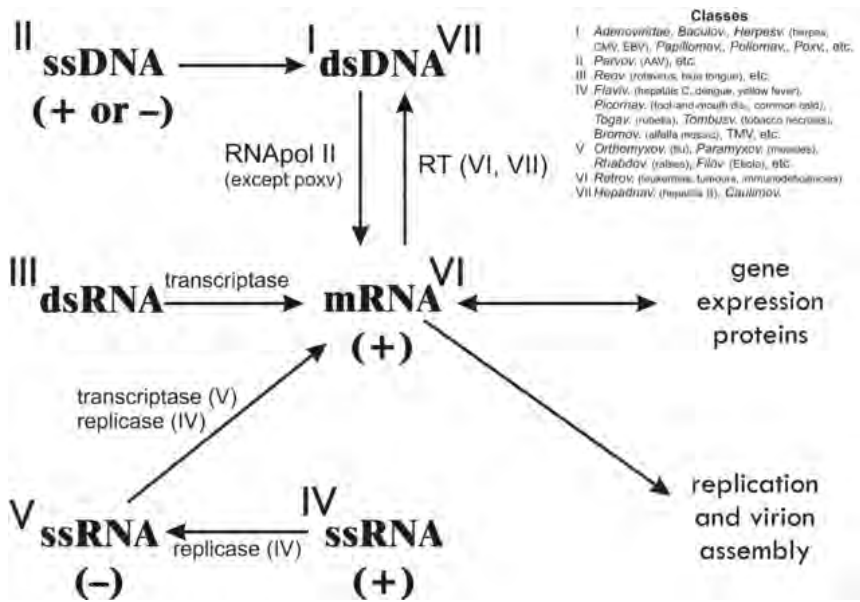 Classes
I Adenoviridae, Baculov., Herpesv. (herpes,
CMV, EBV), Papillomav., Poliomav., Poxv., etc.
II Parvov. (AAV), etc.
III Reov. (rotavirus, blue tongue), etc.
IV Flaviv. (hepatitis C, dengue, yellow fever),
Picornav. (foot-and-mouth dis., common cold),
Togav. (rubella), Tombusv. (tobacco necrosis),
Bromov. (alfalfa mosaic), TMV, etc.
V Orthomyxov. (flu), Paramyxov. (measles),
Rhabdov. (rabies), Filov. (Ebola), etc.
VI Retrov. (leukemias, tumours, immunodeficiencies)
VII Hepadnav. (hepatitis B), Caulimov.
II ssDNA
(+ or –)
I dsDNA VII
RNApol II
(except poxv)
RT (VI, VII)
III dsRNA
transcriptase
mRNA VI
(+)
gene
expression
proteins
transcriptase (V)
replicase (IV)
V ssRNA
(–)
replicase (IV)
IV ssRNA
(+)
replication
and virion
assembly